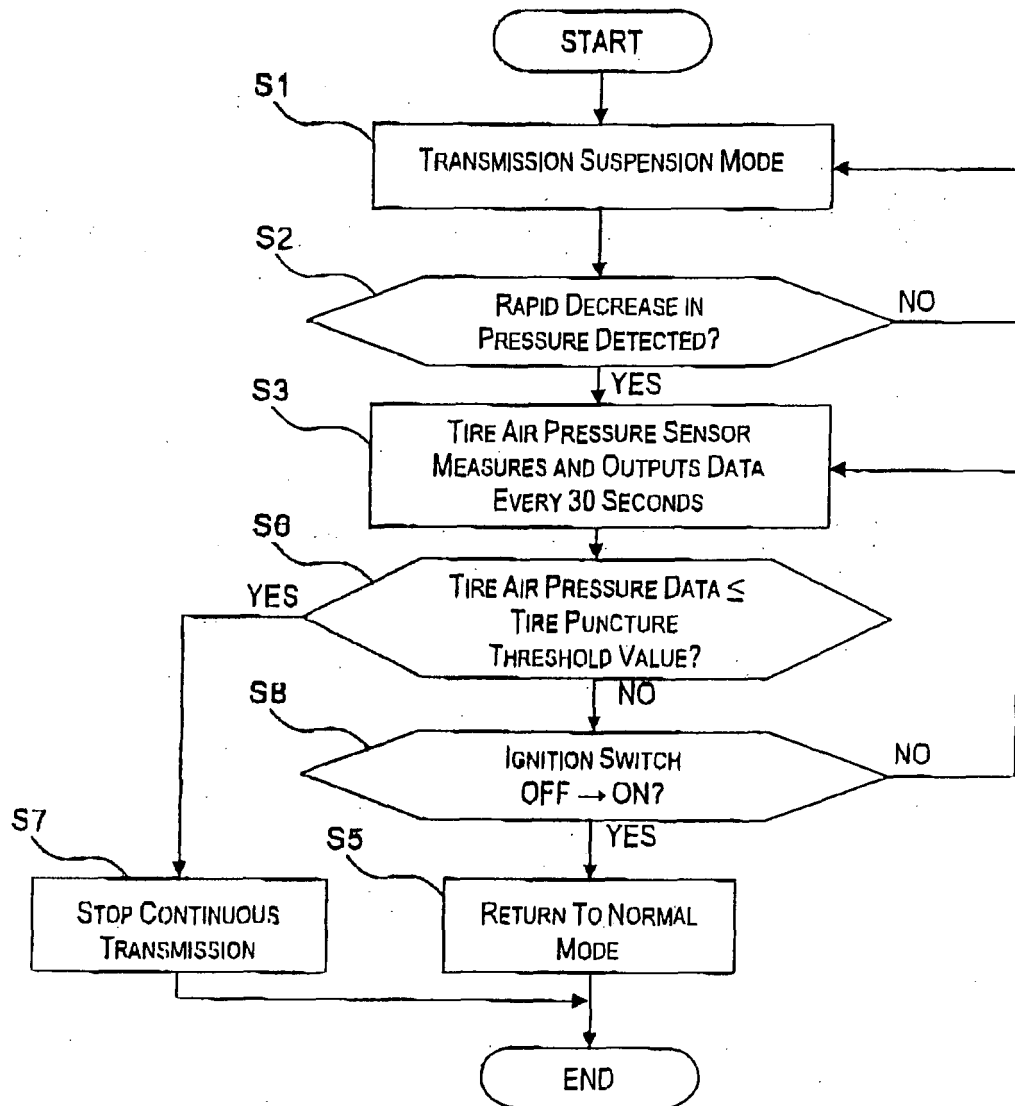 START
S1
TRANSMISSION SUSPENSION MODE
S2
RAPID DECREASE IN
PRESSURE DETECTED?
NO
YES
S3
TIRE AIR PRESSURE SENSOR
MEASURES AND OUTPUTS DATA
EVERY 30 SECONDS
S6
YES
TIRE AIR PRESSURE DATA ≤
TIRE PUNCTURE
THRESHOLD VALUE?
NO
S8
IGNITION SWITCH
OFF → ON?
NO
YES
S7
STOP CONTINUOUS
TRANSMISSION
S5
RETURN TO NORMAL
MODE
END